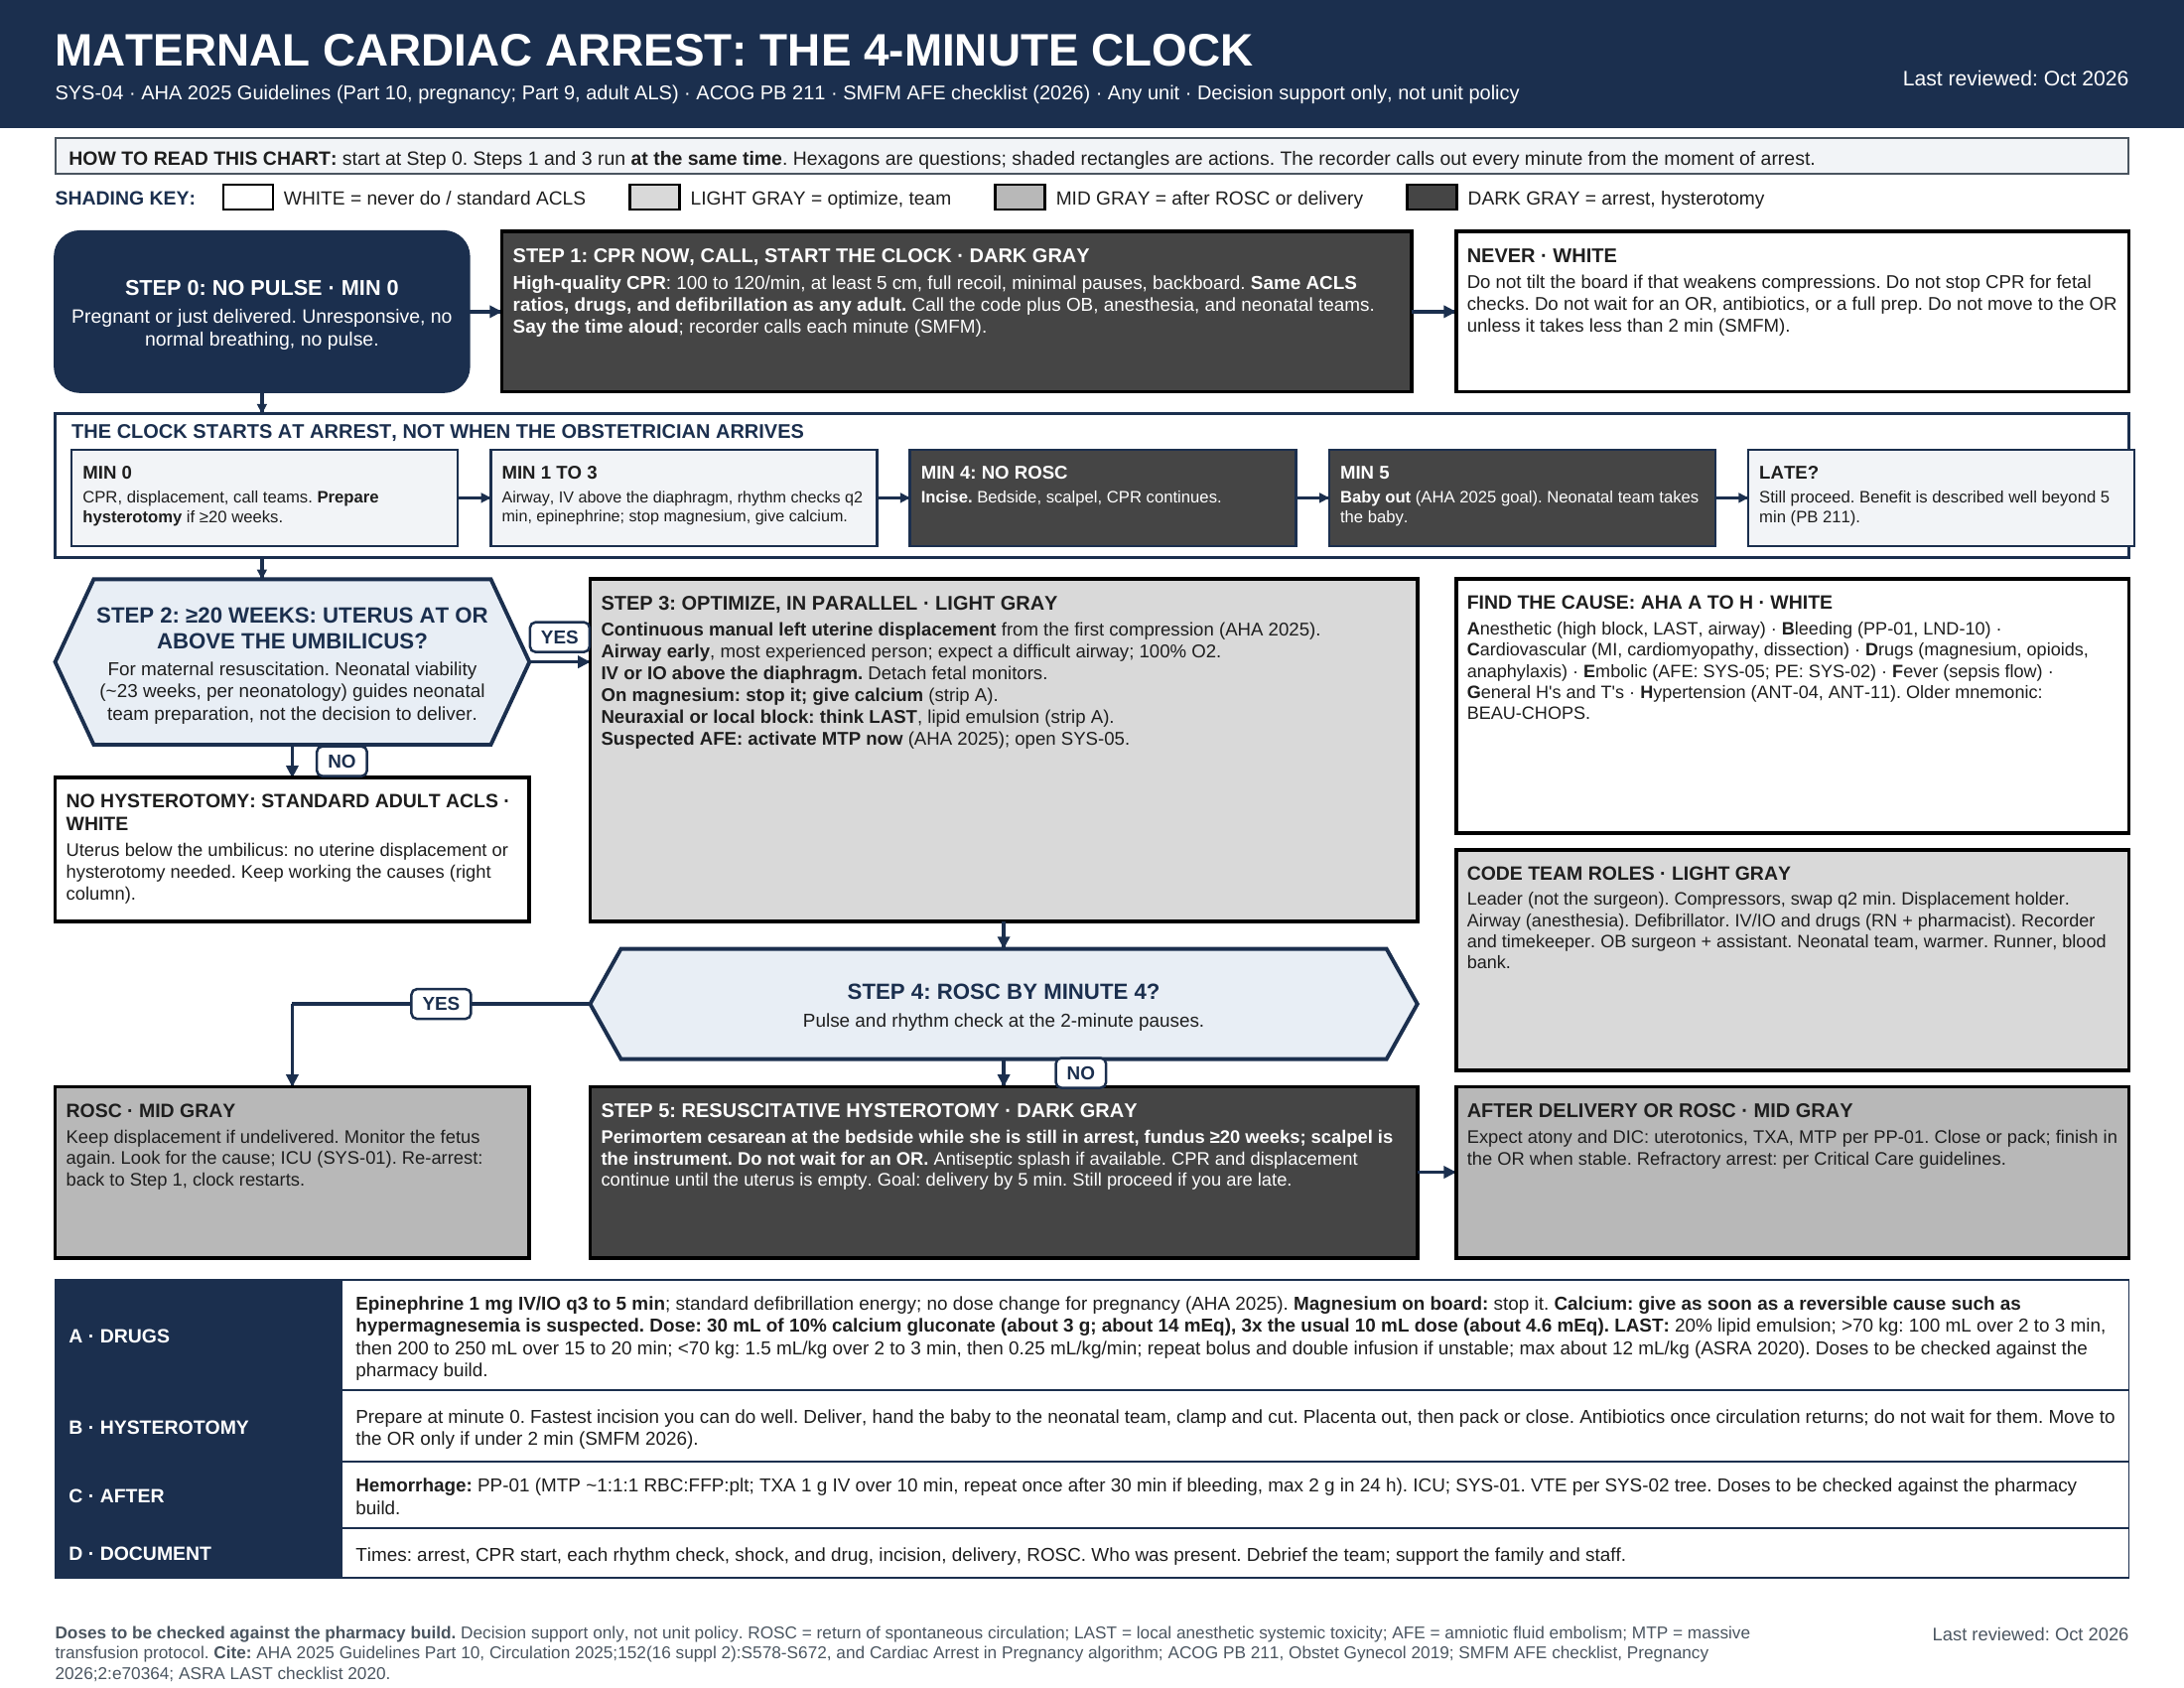 MATERNAL CARDIAC ARREST: THE 4-MINUTE CLOCK
SYS-04 · AHA 2025 Guidelines (Part 10, pregnancy; Part 9, adult ALS) · ACOG PB 211 · SMFM AFE checklist (2026) · Any unit · Decision support only, not unit policy
Last reviewed: Oct 2026
HOW TO READ THIS CHART: start at Step 0. Steps 1 and 3 run at the same time. Hexagons are questions; shaded rectangles are actions. The recorder calls out every minute from the moment of arrest.
SHADING KEY:
WHITE = never do / standard ACLS
LIGHT GRAY = optimize, team
MID GRAY = after ROSC or delivery
DARK GRAY = arrest, hysterotomy
STEP 0: NO PULSE · MIN 0
Pregnant or just delivered. Unresponsive, no
normal breathing, no pulse.
STEP 1: CPR NOW, CALL, START THE CLOCK · DARK GRAY
High-quality CPR: 100 to 120/min, at least 5 cm, full recoil, minimal pauses, backboard. Same ACLS
ratios, drugs, and defibrillation as any adult. Call the code plus OB, anesthesia, and neonatal teams.
Say the time aloud; recorder calls each minute (SMFM).
NEVER · WHITE
Do not tilt the board if that weakens compressions. Do not stop CPR for fetal
checks. Do not wait for an OR, antibiotics, or a full prep. Do not move to the OR
unless it takes less than 2 min (SMFM).
THE CLOCK STARTS AT ARREST, NOT WHEN THE OBSTETRICIAN ARRIVES
MIN 0
CPR, displacement, call teams. Prepare
hysterotomy if ≥20 weeks.
MIN 1 TO 3
Airway, IV above the diaphragm, rhythm checks q2
min, epinephrine; stop magnesium, give calcium.
MIN 4: NO ROSC
Incise. Bedside, scalpel, CPR continues.
MIN 5
Baby out (AHA 2025 goal). Neonatal team takes
the baby.
LATE?
Still proceed. Benefit is described well beyond 5
min (PB 211).
STEP 2: ≥20 WEEKS: UTERUS AT OR
ABOVE THE UMBILICUS?
For maternal resuscitation. Neonatal viability
(~23 weeks, per neonatology) guides neonatal
team preparation, not the decision to deliver.
YES
NO
NO HYSTEROTOMY: STANDARD ADULT ACLS ·
WHITE
Uterus below the umbilicus: no uterine displacement or
hysterotomy needed. Keep working the causes (right
column).
STEP 3: OPTIMIZE, IN PARALLEL · LIGHT GRAY
Continuous manual left uterine displacement from the first compression (AHA 2025).
Airway early, most experienced person; expect a difficult airway; 100% O2.
IV or IO above the diaphragm. Detach fetal monitors.
On magnesium: stop it; give calcium (strip A).
Neuraxial or local block: think LAST, lipid emulsion (strip A).
Suspected AFE: activate MTP now (AHA 2025); open SYS-05.
FIND THE CAUSE: AHA A TO H · WHITE
Anesthetic (high block, LAST, airway) · Bleeding (PP-01, LND-10) ·
Cardiovascular (MI, cardiomyopathy, dissection) · Drugs (magnesium, opioids,
anaphylaxis) · Embolic (AFE: SYS-05; PE: SYS-02) · Fever (sepsis flow) ·
General H's and T's · Hypertension (ANT-04, ANT-11). Older mnemonic:
BEAU-CHOPS.
CODE TEAM ROLES · LIGHT GRAY
Leader (not the surgeon). Compressors, swap q2 min. Displacement holder.
Airway (anesthesia). Defibrillator. IV/IO and drugs (RN + pharmacist). Recorder
and timekeeper. OB surgeon + assistant. Neonatal team, warmer. Runner, blood
bank.
STEP 4: ROSC BY MINUTE 4?
Pulse and rhythm check at the 2-minute pauses.
YES
NO
ROSC · MID GRAY
Keep displacement if undelivered. Monitor the fetus
again. Look for the cause; ICU (SYS-01). Re-arrest:
back to Step 1, clock restarts.
STEP 5: RESUSCITATIVE HYSTEROTOMY · DARK GRAY
Perimortem cesarean at the bedside while she is still in arrest, fundus ≥20 weeks; scalpel is
the instrument. Do not wait for an OR. Antiseptic splash if available. CPR and displacement
continue until the uterus is empty. Goal: delivery by 5 min. Still proceed if you are late.
AFTER DELIVERY OR ROSC · MID GRAY
Expect atony and DIC: uterotonics, TXA, MTP per PP-01. Close or pack; finish in
the OR when stable. Refractory arrest: per Critical Care guidelines.
A · DRUGS
Epinephrine 1 mg IV/IO q3 to 5 min; standard defibrillation energy; no dose change for pregnancy (AHA 2025). Magnesium on board: stop it. Calcium: give as soon as a reversible cause such as
hypermagnesemia is suspected. Dose: 30 mL of 10% calcium gluconate (about 3 g; about 14 mEq), 3x the usual 10 mL dose (about 4.6 mEq). LAST: 20% lipid emulsion; >70 kg: 100 mL over 2 to 3 min,
then 200 to 250 mL over 15 to 20 min; <70 kg: 1.5 mL/kg over 2 to 3 min, then 0.25 mL/kg/min; repeat bolus and double infusion if unstable; max about 12 mL/kg (ASRA 2020). Doses to be checked against the
pharmacy build.
B · HYSTEROTOMY
Prepare at minute 0. Fastest incision you can do well. Deliver, hand the baby to the neonatal team, clamp and cut. Placenta out, then pack or close. Antibiotics once circulation returns; do not wait for them. Move to
the OR only if under 2 min (SMFM 2026).
C · AFTER
Hemorrhage: PP-01 (MTP ~1:1:1 RBC:FFP:plt; TXA 1 g IV over 10 min, repeat once after 30 min if bleeding, max 2 g in 24 h). ICU; SYS-01. VTE per SYS-02 tree. Doses to be checked against the pharmacy
build.
D · DOCUMENT
Times: arrest, CPR start, each rhythm check, shock, and drug, incision, delivery, ROSC. Who was present. Debrief the team; support the family and staff.
Doses to be checked against the pharmacy build. Decision support only, not unit policy. ROSC = return of spontaneous circulation; LAST = local anesthetic systemic toxicity; AFE = amniotic fluid embolism; MTP = massive
transfusion protocol. Cite: AHA 2025 Guidelines Part 10, Circulation 2025;152(16 suppl 2):S578-S672, and Cardiac Arrest in Pregnancy algorithm; ACOG PB 211, Obstet Gynecol 2019; SMFM AFE checklist, Pregnancy
2026;2:e70364; ASRA LAST checklist 2020.
Last reviewed: Oct 2026